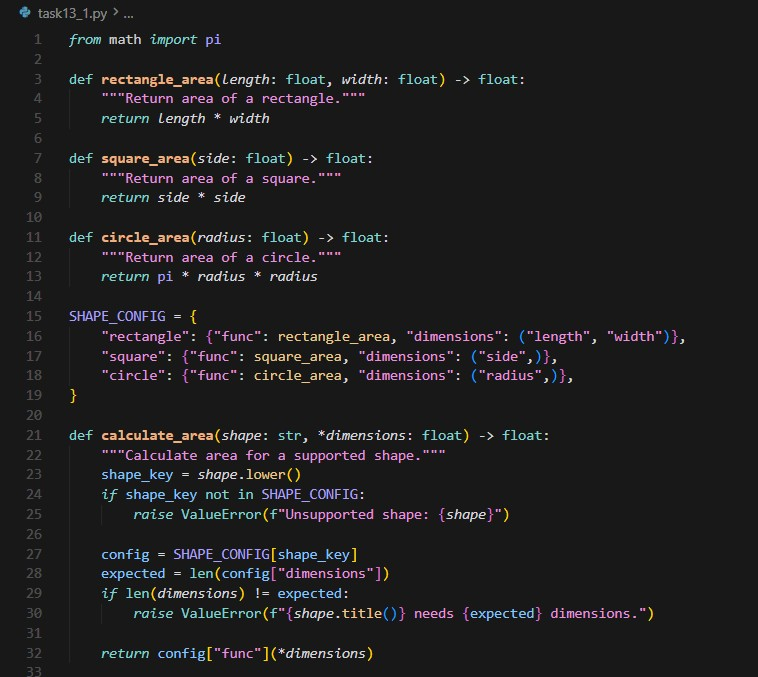 task13_1.py > ...
1 from math import pi
2
3 def rectangle_area(length: float, width: float) -> float:
4     """Return area of a rectangle."""
5     return length * width
6
7 def square_area(side: float) -> float:
8     """Return area of a square."""
9     return side * side
10
11 def circle_area(radius: float) -> float:
12     """Return area of a circle."""
13     return pi * radius * radius
14
15 SHAPE_CONFIG = {
16     "rectangle": {"func": rectangle_area, "dimensions": ("length", "width")},
17     "square": {"func": square_area, "dimensions": ("side",)},
18     "circle": {"func": circle_area, "dimensions": ("radius",)},
19 }
20
21 def calculate_area(shape: str, *dimensions: float) -> float:
22     """Calculate area for a supported shape."""
23     shape_key = shape.lower()
24     if shape_key not in SHAPE_CONFIG:
25         raise ValueError(f"Unsupported shape: {shape}")
26
27     config = SHAPE_CONFIG[shape_key]
28     expected = len(config["dimensions"])
29     if len(dimensions) != expected:
30         raise ValueError(f"{shape.title()} needs {expected} dimensions.")
31
32     return config["func"](*dimensions)
33